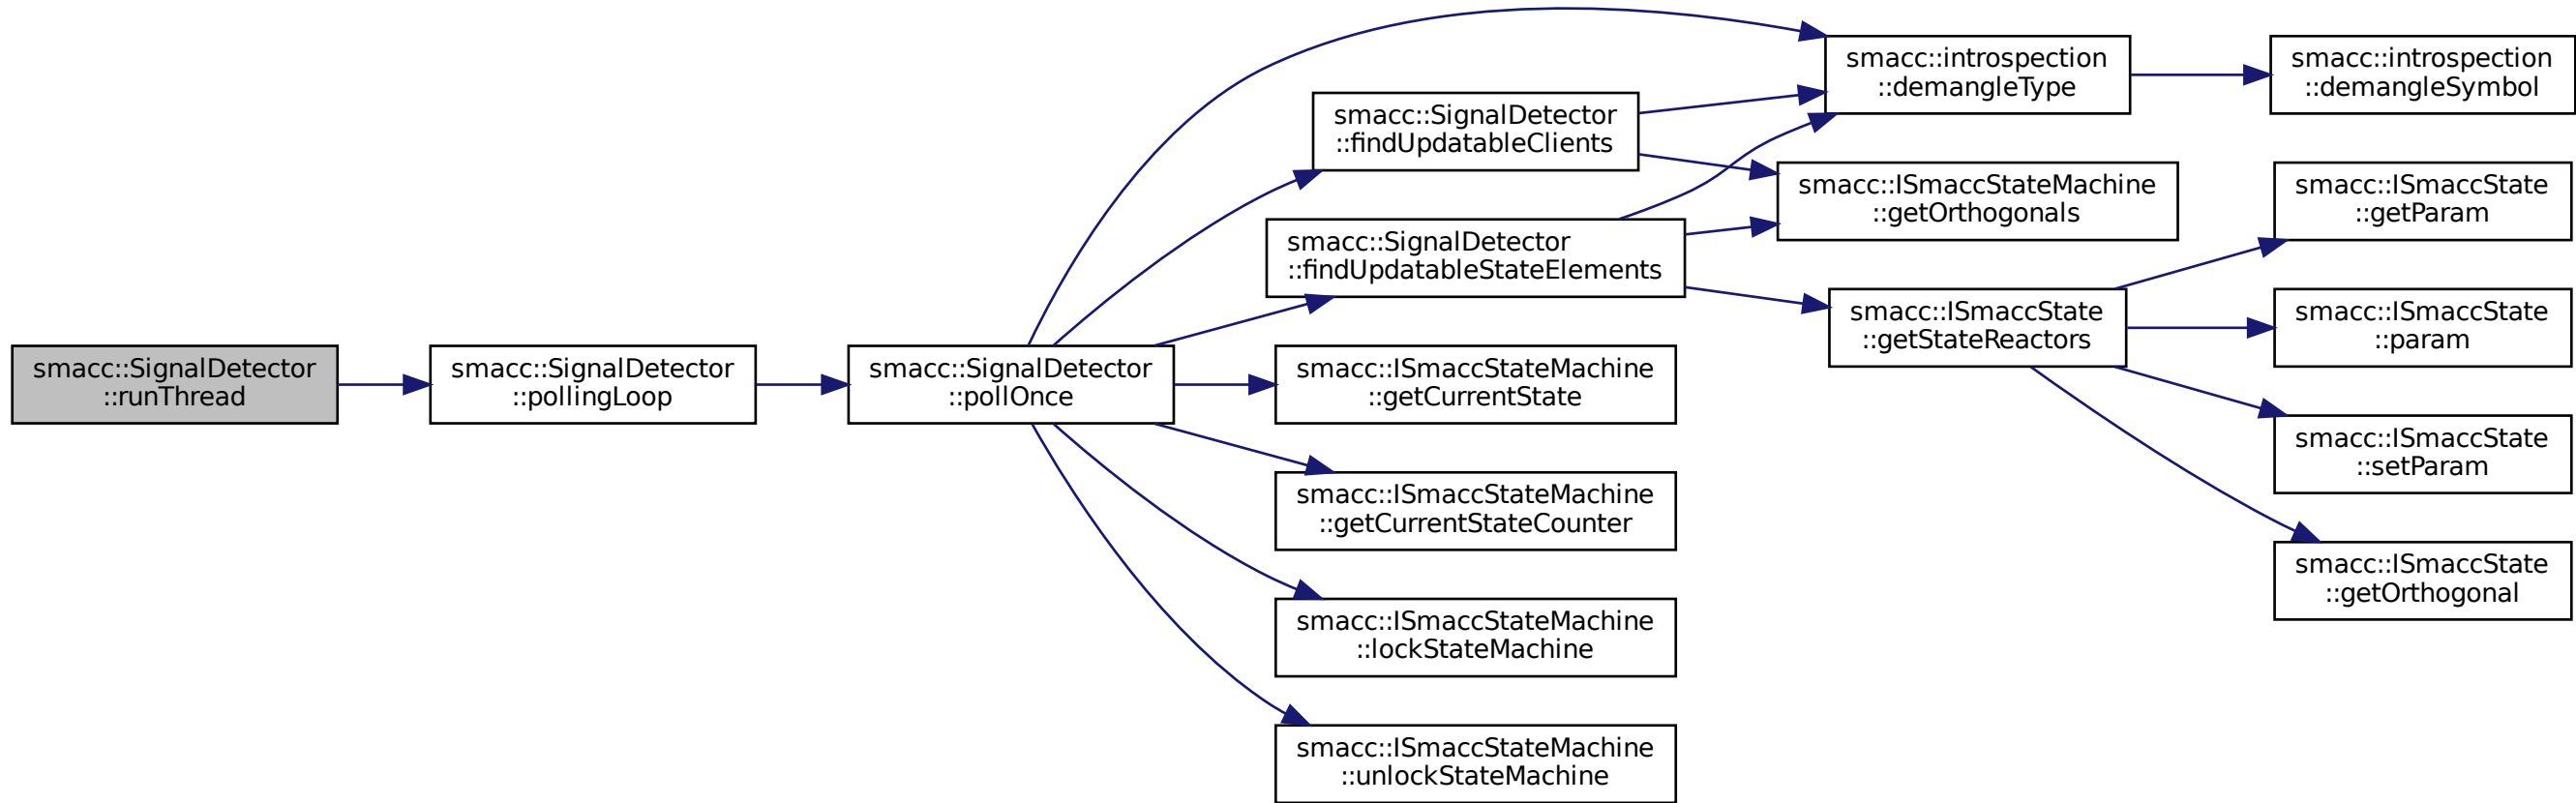 smacc::SignalDetector
::runThread
smacc::SignalDetector
::pollingLoop
smacc::SignalDetector
::pollOnce
smacc::SignalDetector
::findUpdatableClients
smacc::SignalDetector
::findUpdatableStateElements
smacc::ISmaccStateMachine
::getCurrentState
smacc::ISmaccStateMachine
::getCurrentStateCounter
smacc::ISmaccStateMachine
::lockStateMachine
smacc::ISmaccStateMachine
::unlockStateMachine
smacc::introspection
::demangleType
smacc::ISmaccStateMachine
::getOrthogonals
smacc::ISmaccState
::getStateReactors
smacc::introspection
::demangleSymbol
smacc::ISmaccState
::getParam
smacc::ISmaccState
::param
smacc::ISmaccState
::setParam
smacc::ISmaccState
::getOrthogonal